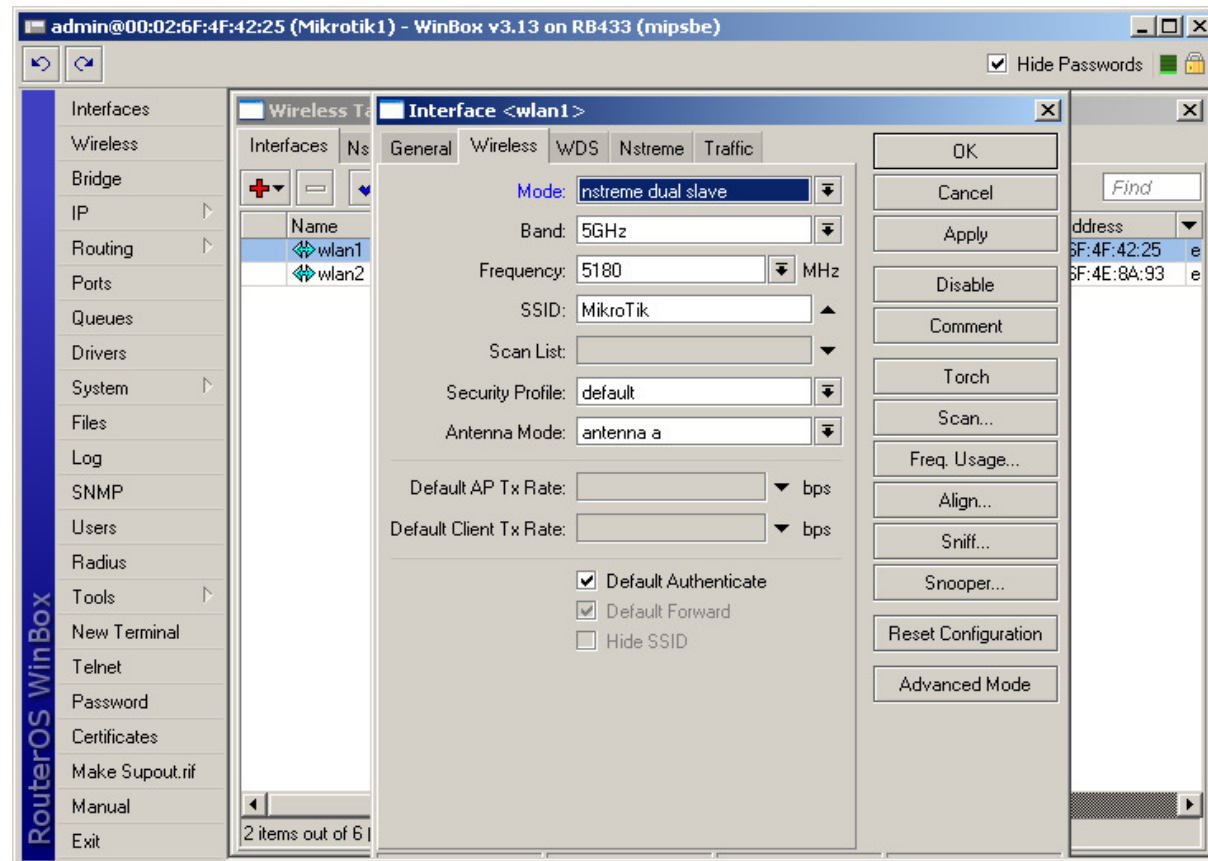 admin@00:02:6F:4F:42:25 (Mikrotik1) - WinBox v3.13 on RB433 (mipsbe)
Hide Passwords
RouterOS WinBox
Interfaces
Wireless
Bridge
IP
Routing
Ports
Queues
Drivers
System
Files
Log
SNMP
Users
Radius
Tools
New Terminal
Telnet
Password
Certificates
Make Supout.rif
Manual
Exit
Wireless Ta
Interfaces Ns
Find
Name ddress
wlan1 6F:4F:42:25 e
wlan2 6F:4E:8A:93 e
2 items out of 6
Interface <wlan1>
General Wireless WDS Nstreme Traffic
Mode: nstreme dual slave
Band: 5GHz
Frequency: 5180 MHz
SSID: MikroTik
Scan List:
Security Profile: default
Antenna Mode: antenna a
Default AP Tx Rate: bps
Default Client Tx Rate: bps
Default Authenticate
Default Forward
Hide SSID
OK
Cancel
Apply
Disable
Comment
Torch
Scan...
Freq. Usage...
Align...
Sniff...
Snooper...
Reset Configuration
Advanced Mode